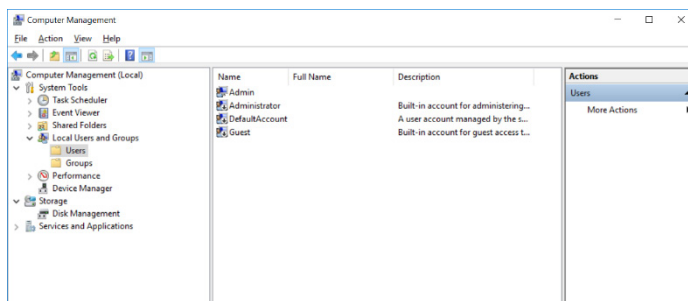 Computer Management
File Action View Help
Computer Management (Local)
System Tools
Task Scheduler
Event Viewer
Shared Folders
Local Users and Groups
Users
Groups
Performance
Device Manager
Storage
Disk Management
Services and Applications
Name Full Name Description
Admin
Administrator Built-in account for administering...
DefaultAccount A user account managed by the s...
Guest Built-in account for guest access t...
Actions
Users
More Actions